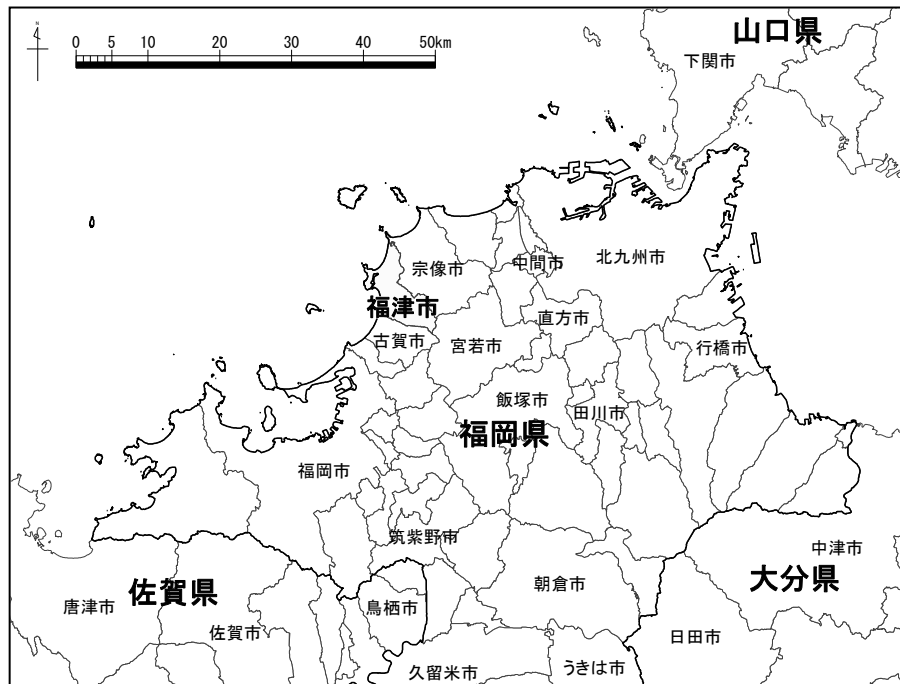 山口県
下関市
0 5 10 20 30 40 50km
北九州市
中間市
宗像市
福津市
直方市
古賀市
宮若市
行橋市
飯塚市
田川市
福岡県
福岡市
筑紫野市
中津市
大分県
朝倉市
佐賀県
唐津市
鳥栖市
佐賀市
日田市
久留米市
うきは市